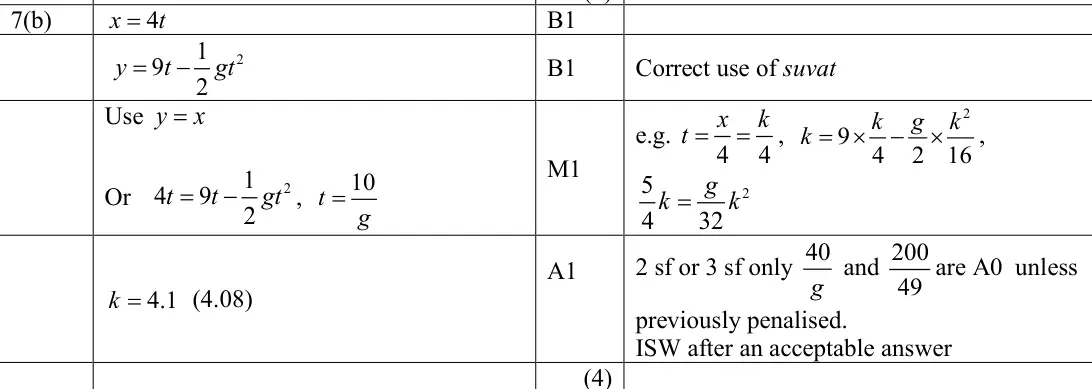 7(b) x = 4t B1
y = 9t − 1/2 gt² B1 Correct use of suvat
Use y = x
Or 4t = 9t − 1/2 gt², t = 10/g
M1
e.g. t = x/4 = k/4, k = 9 × k/4 − g/2 × k²/16,
5/4 k = g/32 k²
k = 4.1 (4.08)
A1
2 sf or 3 sf only 40/g and 200/49 are A0 unless
previously penalised.
ISW after an acceptable answer
(4)